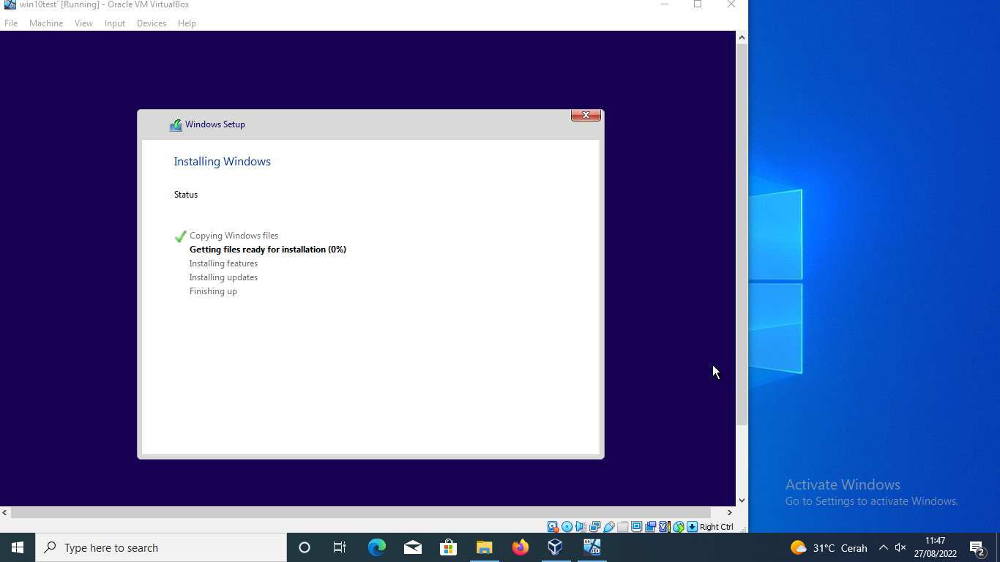 win10test` [Running] - Oracle VM VirtualBox
File Machine View Input Devices Help
Windows Setup
Installing Windows
Status
Copying Windows files
Getting files ready for installation (0%)
Installing features
Installing updates
Finishing up
Activate Windows
Go to Settings to activate Windows.
Right Ctrl
Type here to search
31°C Cerah
11:47
27/08/2022
2